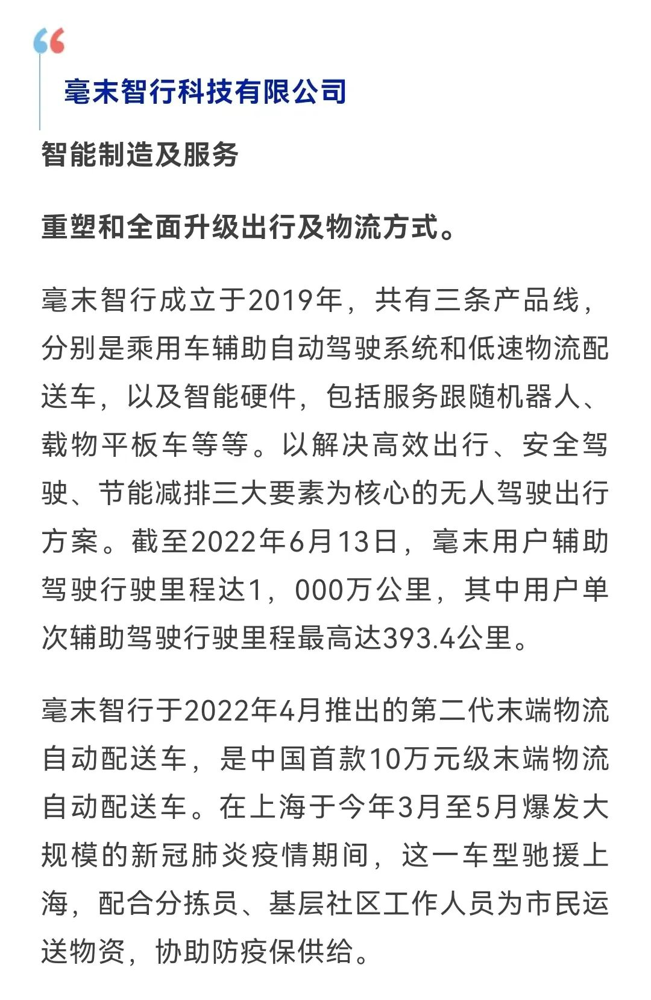 毫末智行科技有限公司
智能制造及服务
重塑和全面升级出行及物流方式。
毫末智行成立于2019年，共有三条产品线，
分别是乘用车辅助自动驾驶系统和低速物流配
送车，以及智能硬件，包括服务跟随机器人、
载物平板车等等。以解决高效出行、安全驾
驶、节能减排三大要素为核心的无人驾驶出行
方案。截至2022年6月13日，毫末用户辅助
驾驶行驶里程达1，000万公里，其中用户单
次辅助驾驶行驶里程最高达393.4公里。
毫末智行于2022年4月推出的第二代末端物流
自动配送车，是中国首款10万元级末端物流
自动配送车。在上海于今年3月至5月爆发大
规模的新冠肺炎疫情期间，这一车型驰援上
海，配合分拣员、基层社区工作人员为市民运
送物资，协助防疫保供给。